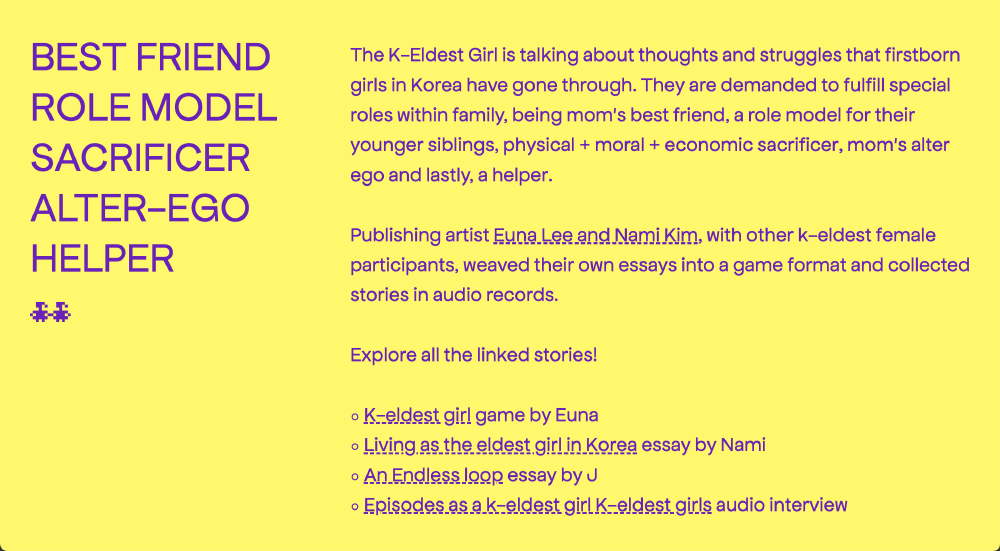 BEST FRIEND
ROLE MODEL
SACRIFICER
ALTER–EGO
HELPER
The K–Eldest Girl is talking about thoughts and struggles that firstborn
girls in Korea have gone through. They are demanded to fulfill special
roles within family, being mom's best friend, a role model for their
younger siblings, physical + moral + economic sacrificer, mom's alter
ego and lastly, a helper.
Publishing artist Euna Lee and Nami Kim, with other k–eldest female
participants, weaved their own essays into a game format and collected
stories in audio records.
Explore all the linked stories!
◦ K–eldest girl game by Euna
◦ Living as the eldest girl in Korea essay by Nami
◦ An Endless loop essay by J
◦ Episodes as a k–eldest girl K–eldest girls audio interview